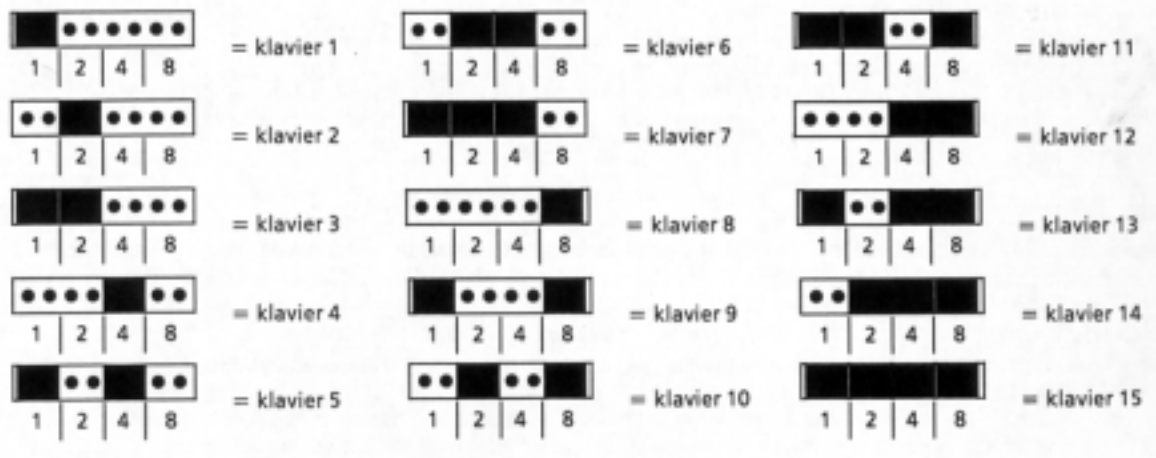 = klavier 1
1 2 4 8
= klavier 2
1 2 4 8
= klavier 3
1 2 4 8
= klavier 4
1 2 4 8
= klavier 5
1 2 4 8
= klavier 6
1 2 4 8
= klavier 7
1 2 4 8
= klavier 8
1 2 4 8
= klavier 9
1 2 4 8
= klavier 10
1 2 4 8
= klavier 11
1 2 4 8
= klavier 12
1 2 4 8
= klavier 13
1 2 4 8
= klavier 14
1 2 4 8
= klavier 15
1 2 4 8